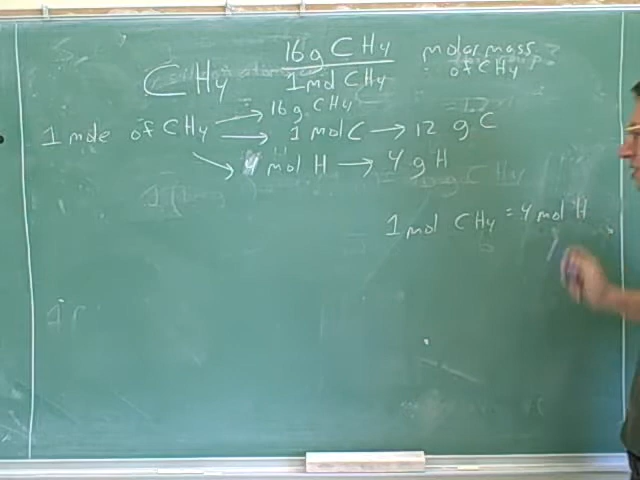 CH4
16 g CH4
1 mol CH4
molar mass
of CH4
1 mole of CH4 → 16 g CH4
→ 1 mol C → 12 g C
→ 4 mol H → 4 g H
1 mol CH4 = 4 mol H